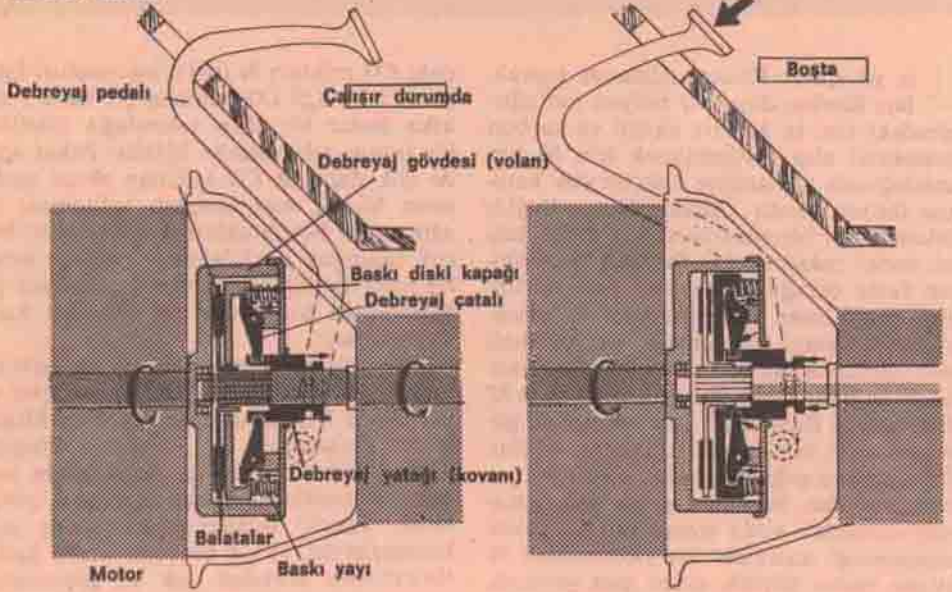 Debreyaj pedalı
Çalışır durumda
Boşta
Debreyaj gövdesi (volan)
Baskı diski kapağı
Debreyaj çatalı
Debreyaj yatağı (kovanı)
Balatalar
Motor
Baskı yayı